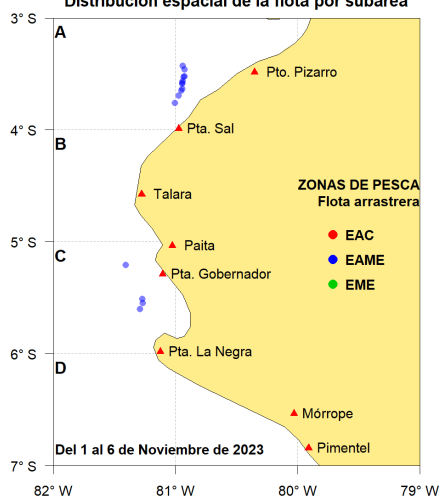 Distribución espacial de la flota por subárea
3° S
A
Pto. Pizarro
4° S
Pta. Sal
B
ZONAS DE PESCA
Talara
Flota arrastrera
EAC
5° S
Paita
C
EAME
Pta. Gobernador
EME
6° S
Pta. La Negra
D
Mórrope
Del 1 al 6 de Noviembre de 2023
Pimentel
7° S
82° W
81° W
80° W
79° W